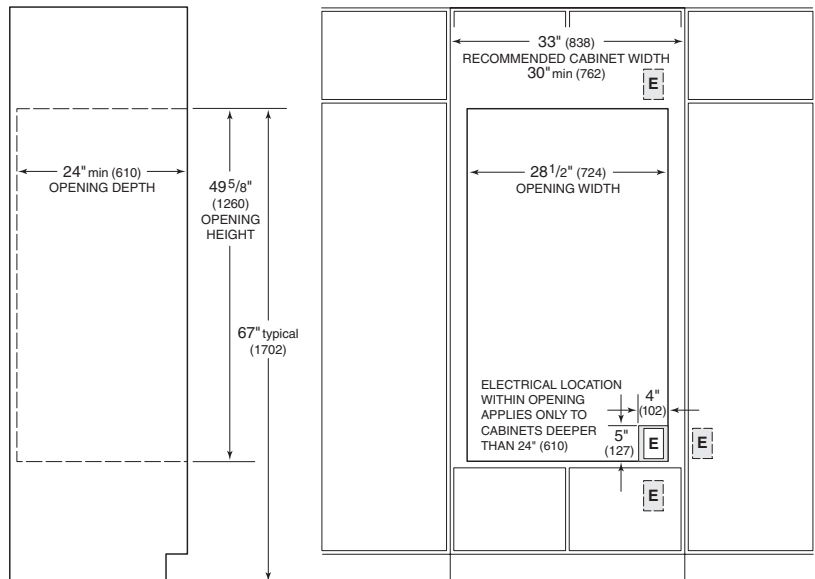 24" min (610)
OPENING DEPTH
49 5/8"
(1260)
OPENING
HEIGHT
67" typical
(1702)
33" (838)
RECOMMENDED CABINET WIDTH
30" min (762)
E
28 1/2" (724)
OPENING WIDTH
ELECTRICAL LOCATION
WITHIN OPENING
APPLIES ONLY TO
CABINETS DEEPER
THAN 24" (610)
4"
(102)
5"
(127)
E
E
E